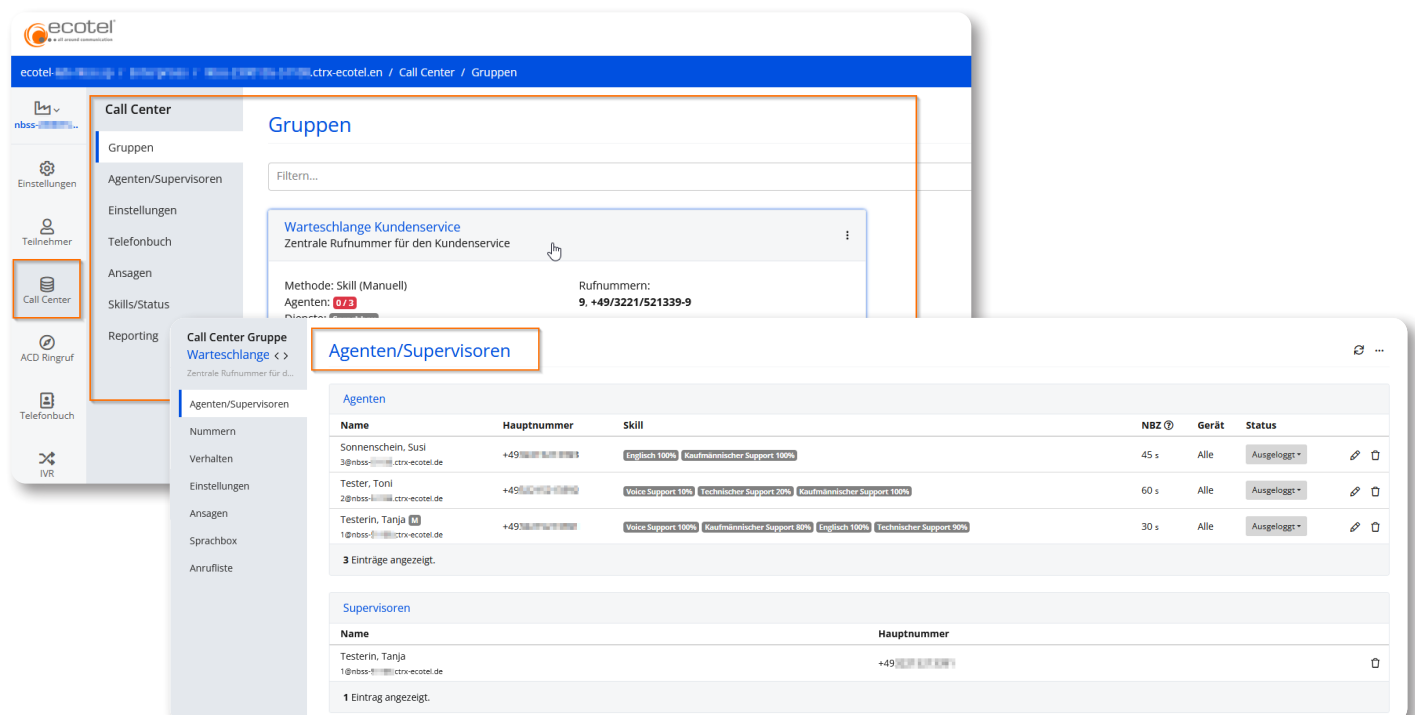 ecotel
all around communication
ecotel- .ctrx-ecotel.en / Call Center / Gruppen
nbss- ..
Einstellungen
Teilnehmer
Call Center
ACD Ringruf
Telefonbuch
IVR
Call Center
Gruppen
Agenten/Supervisoren
Einstellungen
Telefonbuch
Ansagen
Skills/Status
Reporting
Gruppen
Filtern...
Warteschlange Kundenservice
Zentrale Rufnummer für den Kundenservice
Methode: Skill (Manuell)
Rufnummern:
Agenten: 0 / 3
9, +49/3221/521339-9
Call Center Gruppe
Warteschlange < >
Zentrale Rufnummer für d...
Agenten/Supervisoren
Nummern
Verhalten
Einstellungen
Ansagen
Sprachbox
Anrufliste
Agenten/Supervisoren
Agenten
Name Hauptnummer Skill NBZ Gerät Status
Sonnenschein, Susi
3@nbss- .ctrx-ecotel.de
+49
Englisch 100% Kaufmännischer Support 100%
45 s Alle Ausgeloggt
Tester, Toni
2@nbss- .ctrx-ecotel.de
+49
Voice Support 10% Technischer Support 20% Kaufmännischer Support 100%
60 s Alle Ausgeloggt
Testerin, Tanja M
1@nbss- ctrx-ecotel.de
+49
Voice Support 100% Kaufmännischer Support 80% Englisch 100% Technischer Support 90%
30 s Alle Ausgeloggt
3 Einträge angezeigt.
Supervisoren
Name Hauptnummer
Testerin, Tanja
1@nbss- ctrx-ecotel.de
+49
1 Eintrag angezeigt.